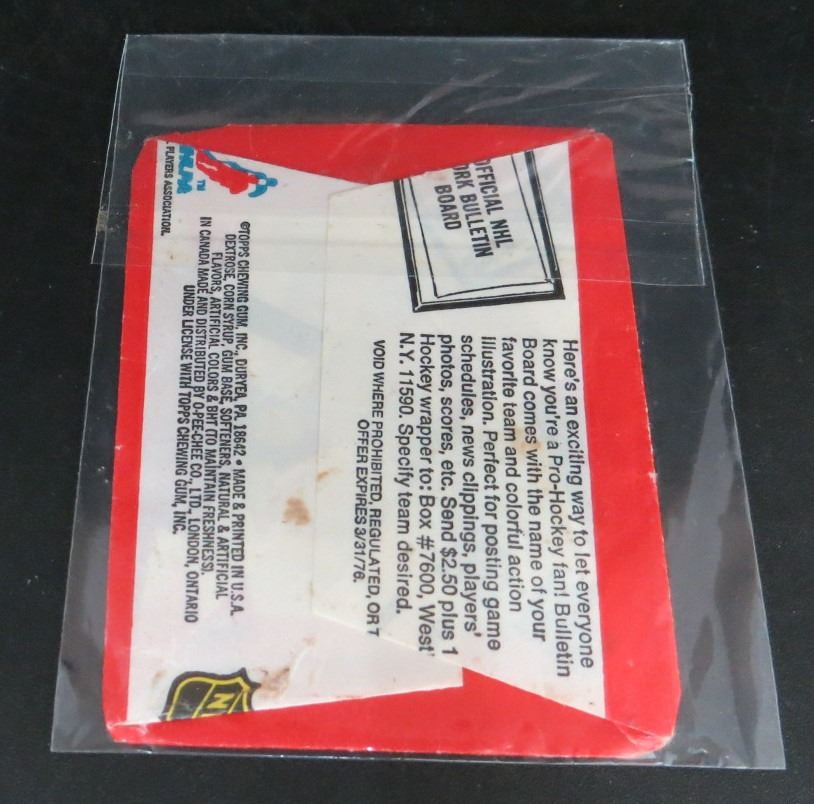 OFFICIAL NHL
ORK BULLETIN
BOARD
Here's an exciting way to let everyone
know you're a Pro-Hockey fan! Bulletin
Board comes with the name of your
favorite team and colorful action
illustration. Perfect for posting game
schedules, news clippings, players'
photos, scores, etc. Send $2.50 plus 1
Hockey wrapper to: Box #7600, West
N.Y. 11590. Specify team desired.
VOID WHERE PROHIBITED, REGULATED, OR T
OFFER EXPIRES 3/31/76.
©TOPPS CHEWING GUM, INC., DURYEA, PA. 18642 • MADE & PRINTED IN U.S.A.
DEXTROSE, CORN SYRUP, GUM BASE, SOFTENERS, NATURAL & ARTIFICIAL
FLAVORS, ARTIFICIAL COLORS & BHT (TO MAINTAIN FRESHNESS).
IN CANADA MADE AND DISTRIBUTED BY O-PEE-CHEE CO., LTD., LONDON, ONTARIO
UNDER LICENSE WITH TOPPS CHEWING GUM, INC.
TM
NHLPA
. PLAYERS ASSOCIATION.
N